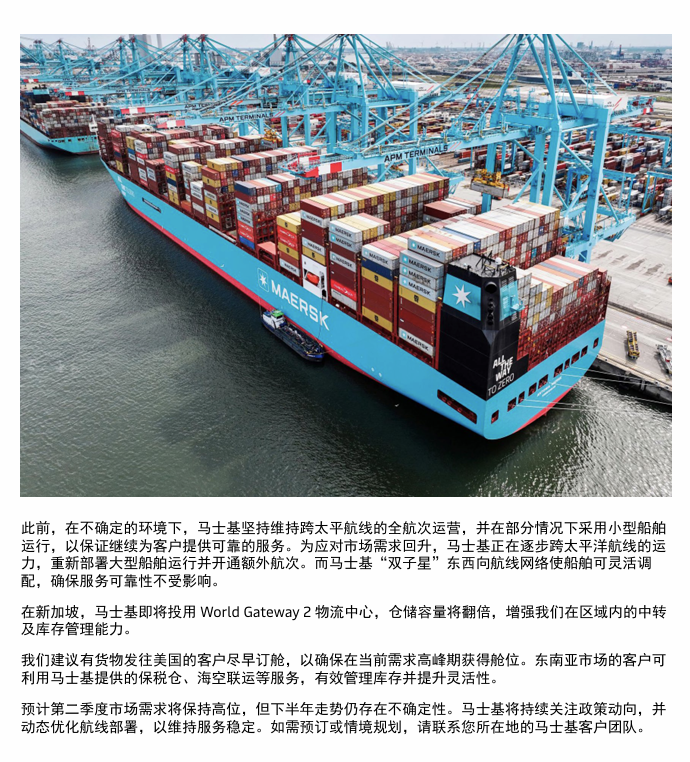 APM TERMINALS
APM TERMINALS
MAERSK
MAERSK
MAERSK
MAERSK
MAERSK
MAERSK
ALL THE
WAY
TO ZERO
此前，在不确定的环境下，马士基坚持维持跨太平航线的全航次运营，并在部分情况下采用小型船舶
运行，以保证继续为客户提供可靠的服务。为应对市场需求回升，马士基正在逐步跨太平洋航线的运
力，重新部署大型船舶运行并开通额外航次。而马士基“双子星”东西向航线网络使船舶可灵活调
配，确保服务可靠性不受影响。
在新加坡，马士基即将投用 World Gateway 2 物流中心，仓储容量将翻倍，增强我们在区域内的中转
及库存管理能力。
我们建议有货物发往美国的客户尽早订舱，以确保在当前需求高峰期获得舱位。东南亚市场的客户可
利用马士基提供的保税仓、海空联运等服务，有效管理库存并提升灵活性。
预计第二季度市场需求将保持高位，但下半年走势仍存在不确定性。马士基将持续关注政策动向，并
动态优化航线部署，以维持服务稳定。如需预订或情境规划，请联系您所在地的马士基客户团队。